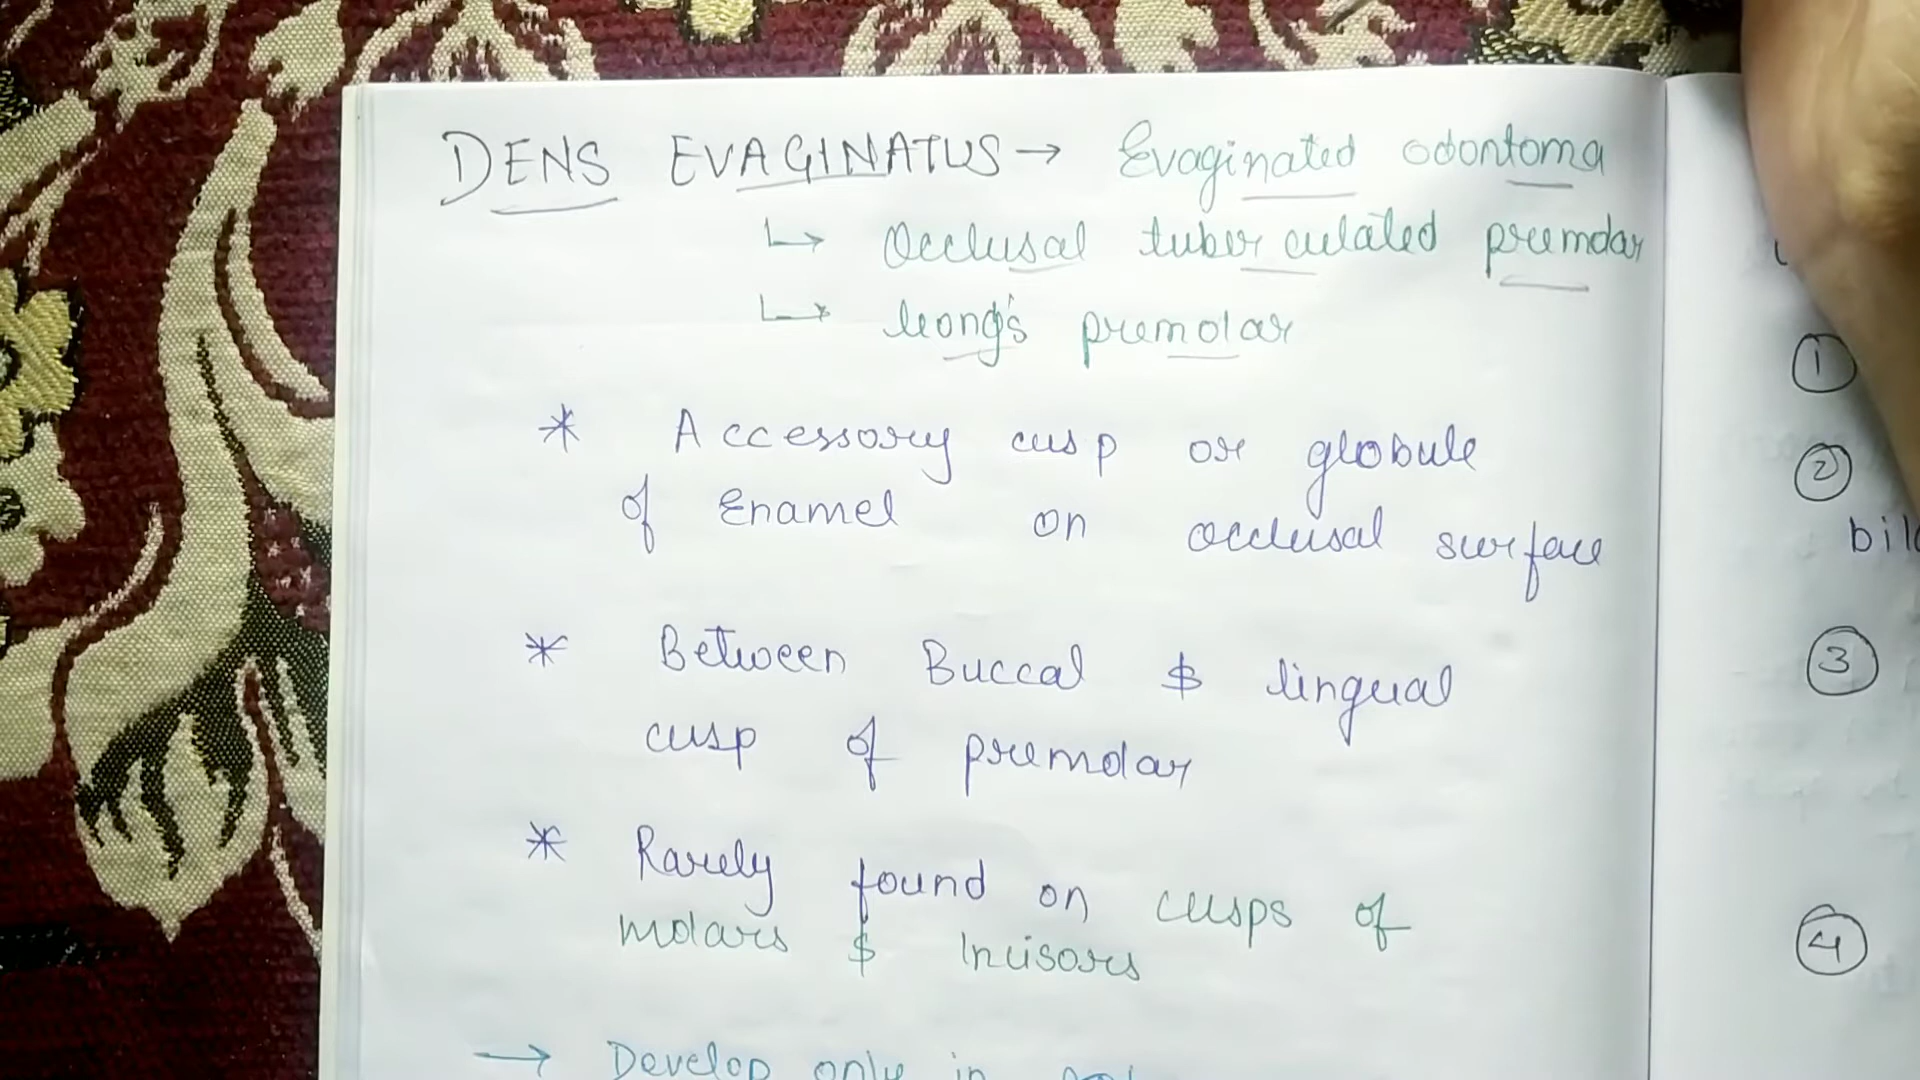 DENS EVAGINATUS → Evaginated odontoma
↳ Occlusal tuberculated premolar
↳ leong's premolar
* Accessory cusp or globule
of Enamel on occlusal surface
* Between Buccal $ lingual
cusp of premolar
* Rarely found on cusps of
molars $ Incisors
→ Develop only in
1
2
3
4